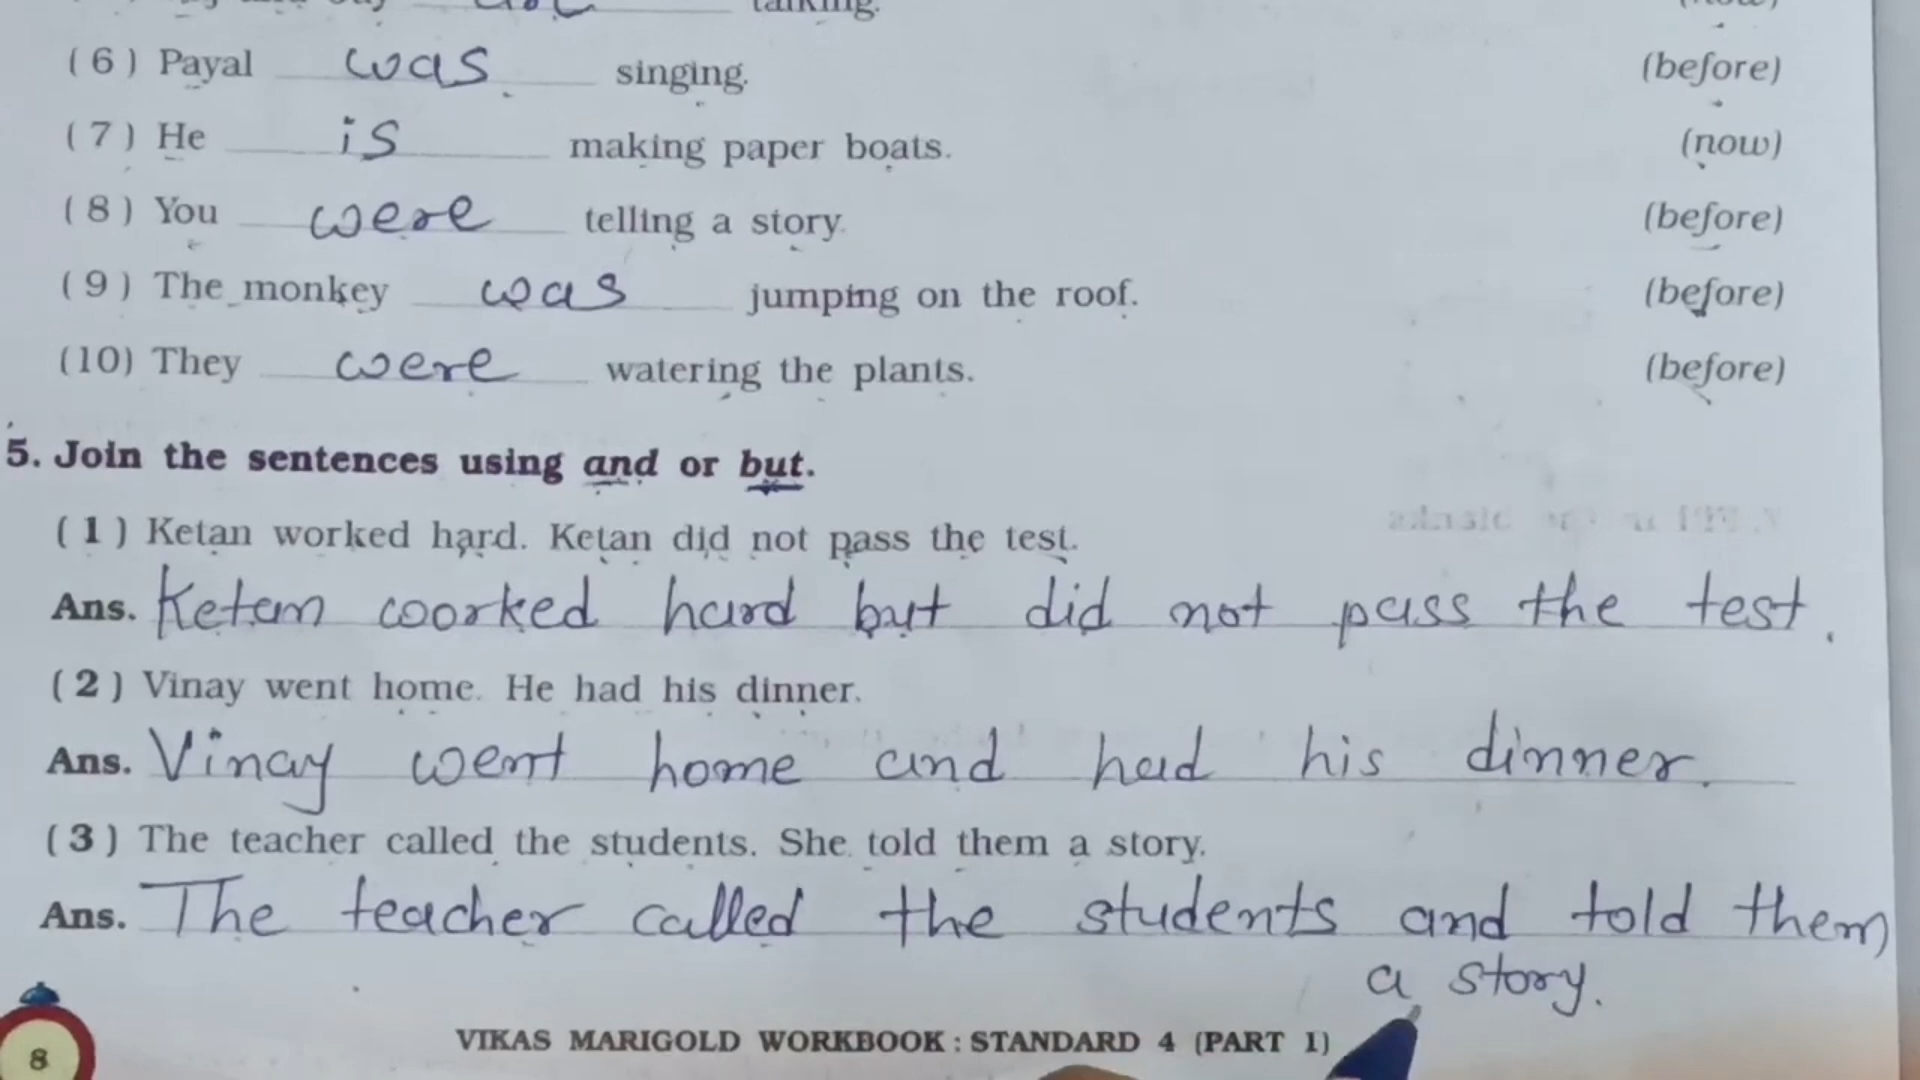 talking.
(6) Payal was singing. (before)
(7) He is making paper boats. (now)
(8) You were telling a story. (before)
(9) The monkey was jumping on the roof. (before)
(10) They were watering the plants. (before)
5. Join the sentences using and or but.
(1) Ketan worked hard. Ketan did not pass the test.
Ans. Ketan worked hard but did not pass the test.
(2) Vinay went home. He had his dinner.
Ans. Vinay went home and had his dinner.
(3) The teacher called the students. She told them a story.
Ans. The teacher called the students and told them
a story.
VIKAS MARIGOLD WORKBOOK : STANDARD 4 (PART 1)
8